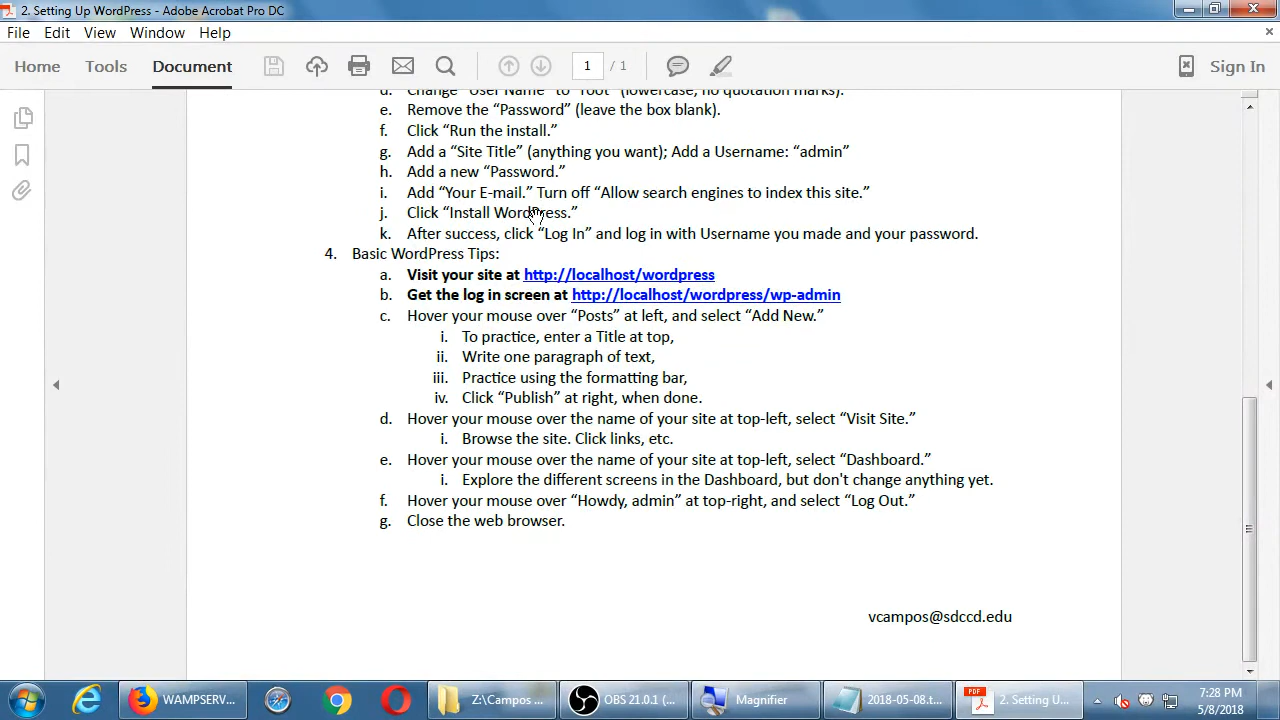 2. Setting Up WordPress - Adobe Acrobat Pro DC
File Edit View Window Help
Home Tools Document 1 / 1 Sign In
d. Change “User Name” to “root” (lowercase, no quotation marks).
e. Remove the “Password” (leave the box blank).
f. Click “Run the install.”
g. Add a “Site Title” (anything you want); Add a Username: “admin”
h. Add a new “Password.”
i. Add “Your E-mail.” Turn off “Allow search engines to index this site.”
j. Click “Install WordPress.”
k. After success, click “Log In” and log in with Username you made and your password.
4. Basic WordPress Tips:
a. Visit your site at http://localhost/wordpress
b. Get the log in screen at http://localhost/wordpress/wp-admin
c. Hover your mouse over “Posts” at left, and select “Add New.”
i. To practice, enter a Title at top,
ii. Write one paragraph of text,
iii. Practice using the formatting bar,
iv. Click “Publish” at right, when done.
d. Hover your mouse over the name of your site at top-left, select “Visit Site.”
i. Browse the site. Click links, etc.
e. Hover your mouse over the name of your site at top-left, select “Dashboard.”
i. Explore the different screens in the Dashboard, but don't change anything yet.
f. Hover your mouse over “Howdy, admin” at top-right, and select “Log Out.”
g. Close the web browser.
vcampos@sdccd.edu
WAMPSERV... Z:\Campos ... OBS 21.0.1 (... Magnifier 2018-05-08.t... PDF 2. Setting U... 7:28 PM
5/8/2018